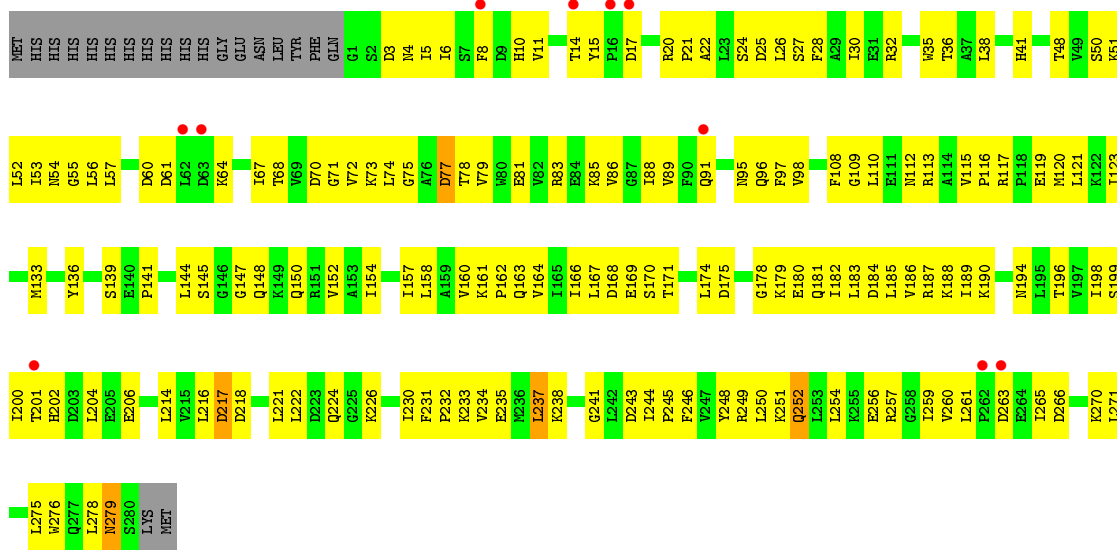 MET HIS HIS HIS HIS HIS HIS HIS HIS HIS HIS GLY GLU ASN LEU TYR PHE GLN G1 S2 D3 N4 I5 I6 S7 F8 D9 H10 V11 T14 Y15 P16 D17 R20 P21 A22 L23 S24 D25 L26 S27 F28 A29 I30 E31 R32 W35 T36 A37 L38 H41 T48 V49 S50 K51
L52 I53 N54 G55 L56 L57 D60 D61 L62 D63 K64 I67 T68 V69 D70 G71 V72 K73 L74 G75 A76 D77 T78 V79 W80 E81 V82 R83 E84 K85 V86 G87 I88 V89 F90 Q91 N95 Q96 F97 V98 F108 G109 L110 E111 N112 R113 A114 V115 P116 R117 P118 E119 M120 L121 K122 I123
M133 Y136 S139 E140 P141 L144 S145 G146 G147 Q148 K149 Q150 R151 V152 A153 I154 I157 L158 A159 V160 K161 P162 Q163 V164 I165 I166 L167 D168 E169 S170 T171 L174 D175 G178 K179 E180 Q181 I182 L183 D184 L185 V186 R187 K188 I189 K190 N194 L195 T196 V197 I198 S199
I200 T201 H202 D203 L204 E205 E206 L214 V215 L216 D217 D218 L221 L222 D223 Q224 G225 K226 I230 F231 P232 K233 V234 E235 M236 L237 K238 G241 L242 D243 I244 P245 F246 V247 Y248 R249 L250 K251 Q252 L253 L254 K255 E256 R257 G258 I259 V260 L261 P262 D263 E264 I265 D266 K270 L271
L275 W276 Q277 L278 N279 S280 LYS MET